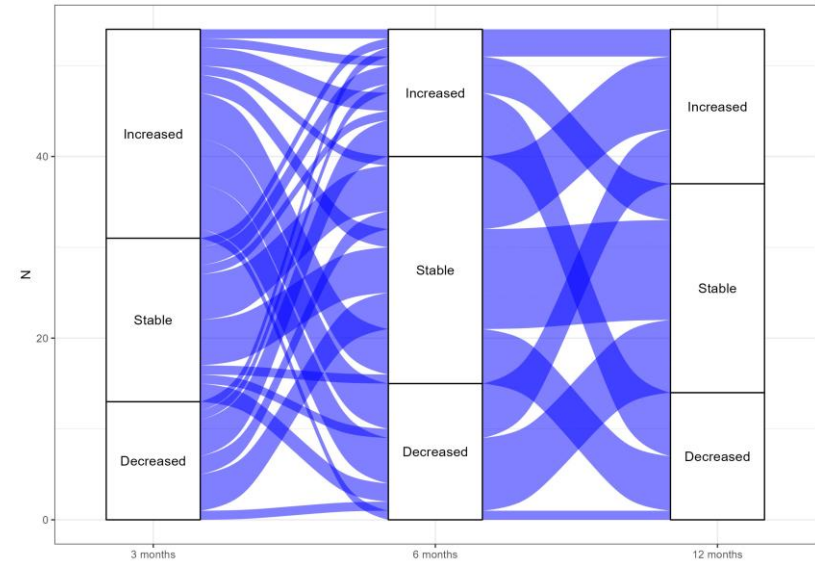 Increased
Increased
Increased
40
N
Stable
Stable
Stable
20
Decreased
Decreased
Decreased
0
3 months
6 months
12 months